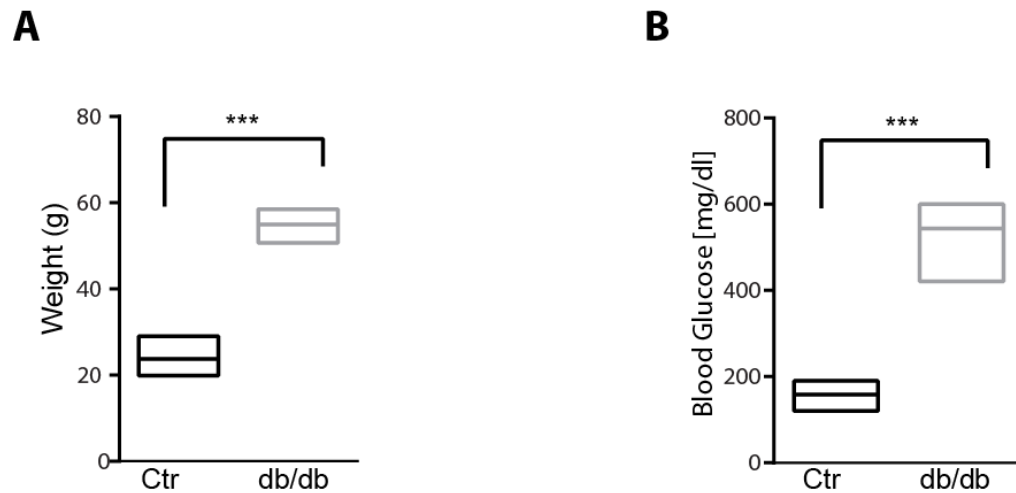 A
Weight (g)
80
60
40
20
0
***
Ctr
db/db
B
Blood Glucose [mg/dl]
800
600
400
200
0
***
Ctr
db/db